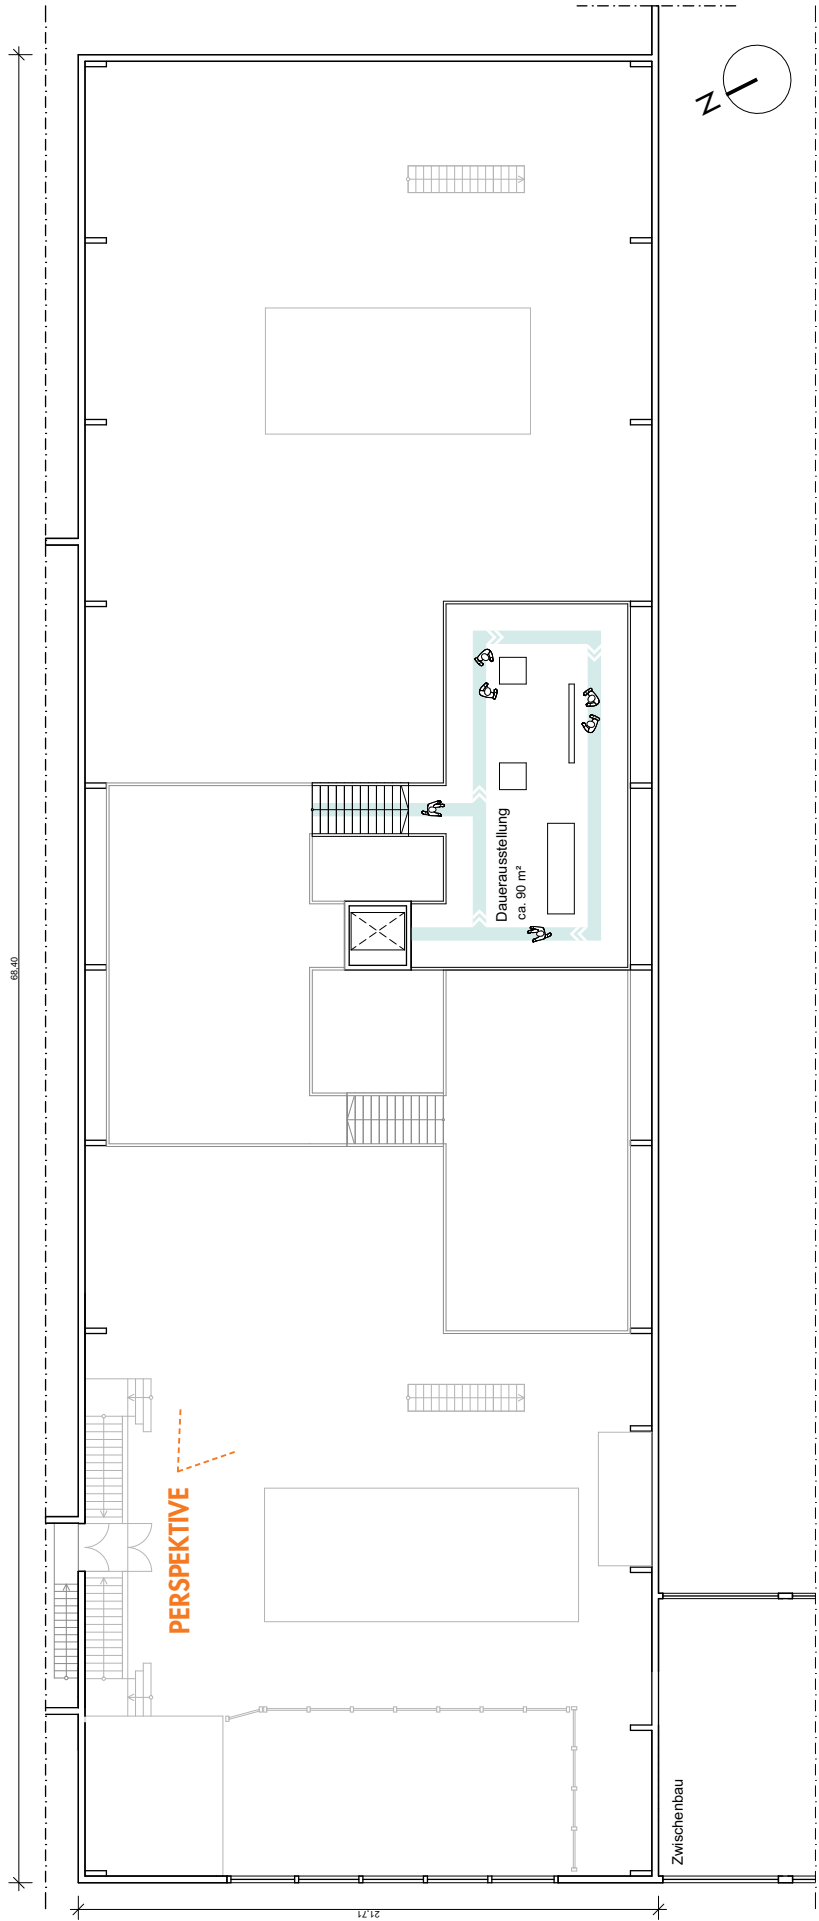 N
68,40
Dauerausstellung
ca. 90 m²
PERSPEKTIVE
Zwischenbau
21,71